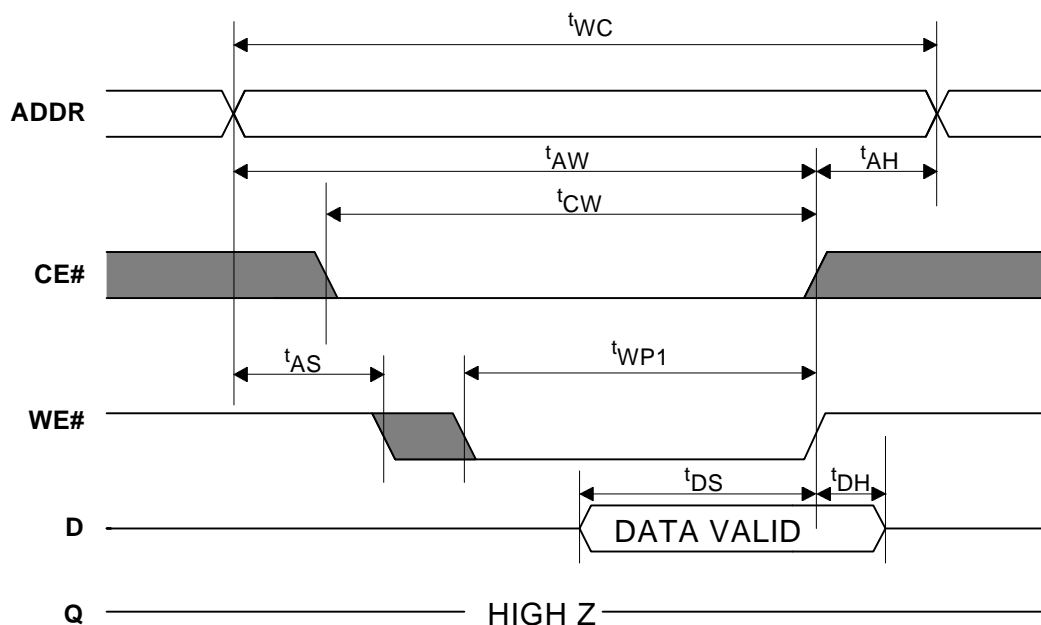 tWC
ADDR
tAW
tAH
tCW
CE#
tAS
tWP1
WE#
tDS
tDH
D
DATA VALID
Q
HIGH Z